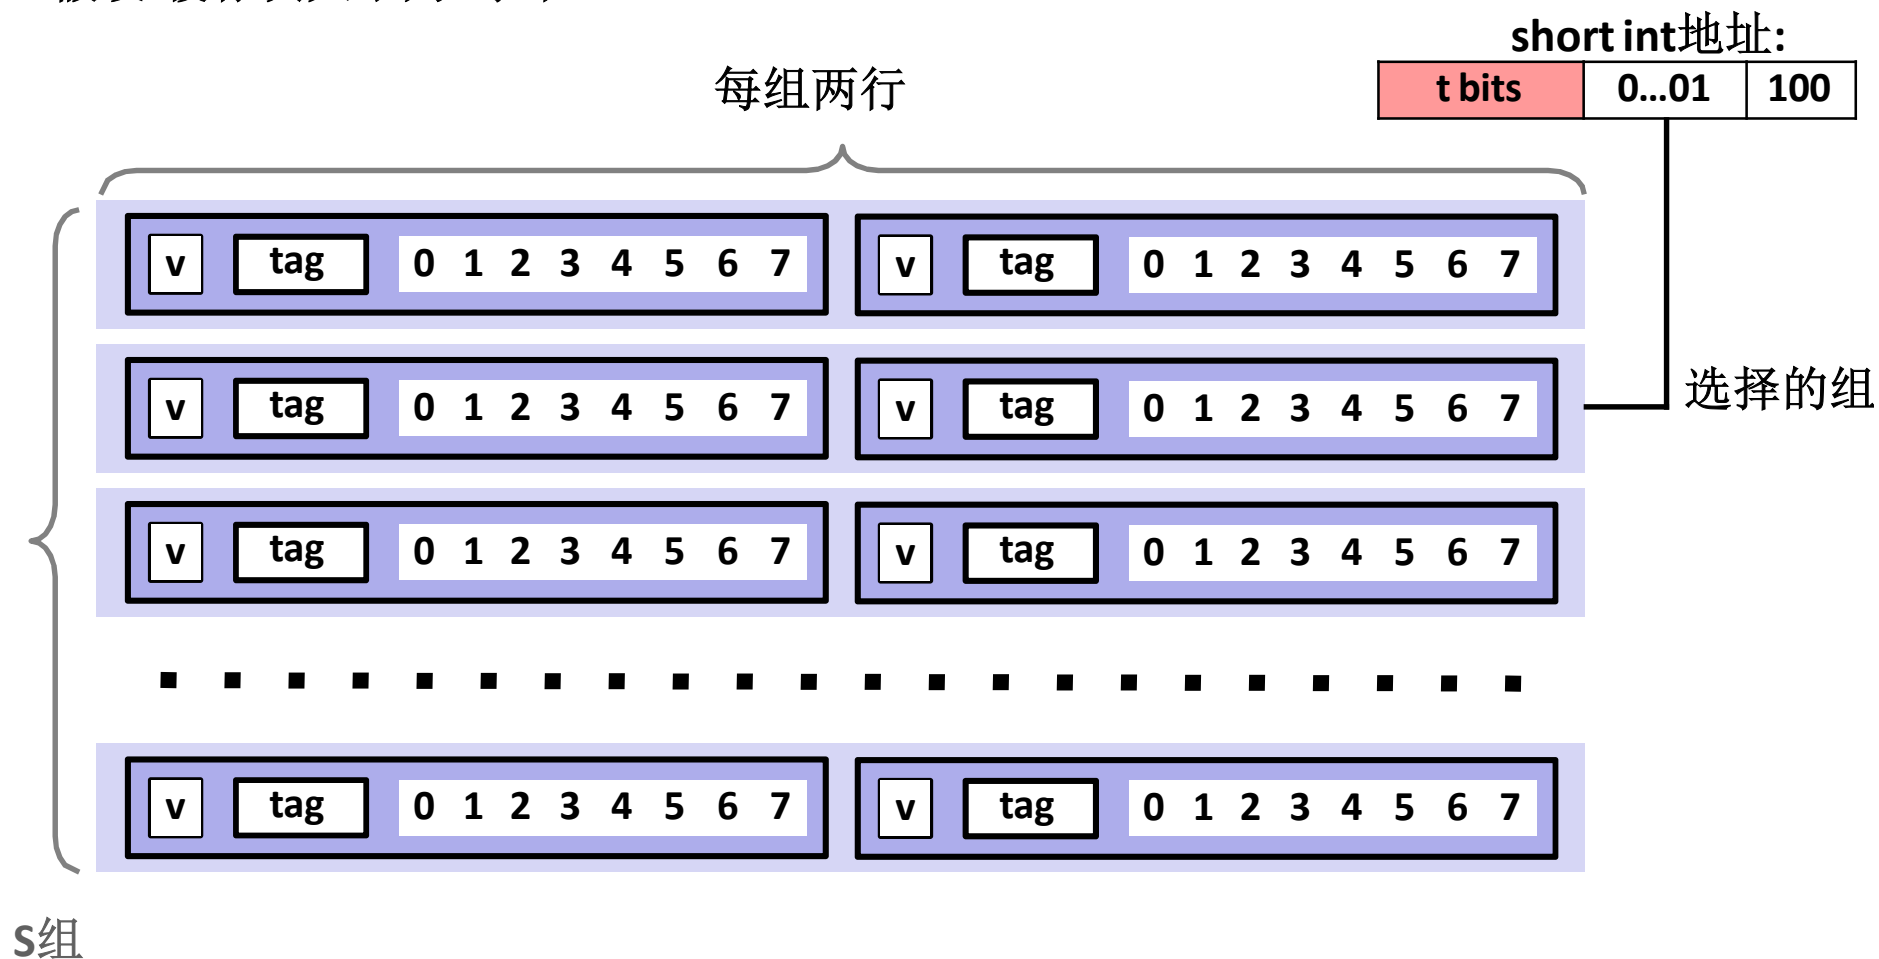 short int地址:
每组两行
t bits 0...01 100
v tag 0 1 2 3 4 5 6 7 v tag 0 1 2 3 4 5 6 7
v tag 0 1 2 3 4 5 6 7 v tag 0 1 2 3 4 5 6 7
选择的组
v tag 0 1 2 3 4 5 6 7 v tag 0 1 2 3 4 5 6 7
v tag 0 1 2 3 4 5 6 7 v tag 0 1 2 3 4 5 6 7
S组